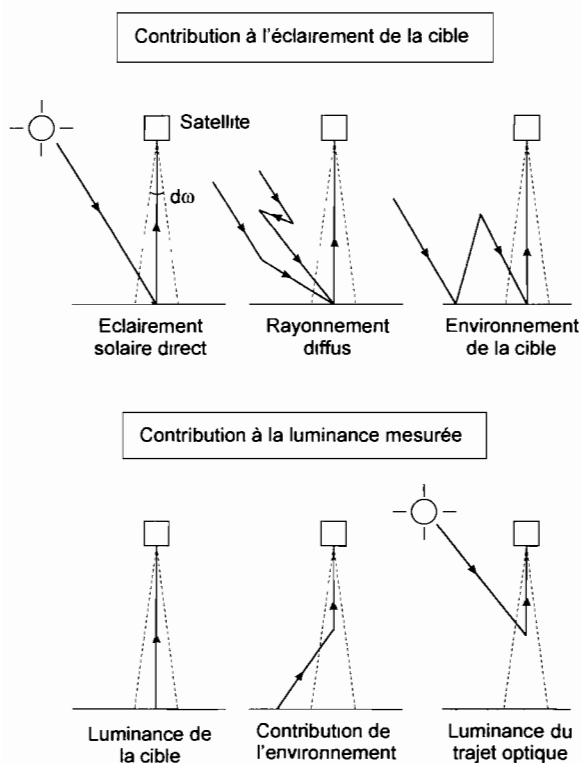 Contribution à l'éclairement de la cible
Satellite
dω
Eclairement
solaire direct
Rayonnement
diffus
Environnement
de la cible
Contribution à la luminance mesurée
Luminance de
la cible
Contribution de
l'environnement
Luminance du
trajet optique